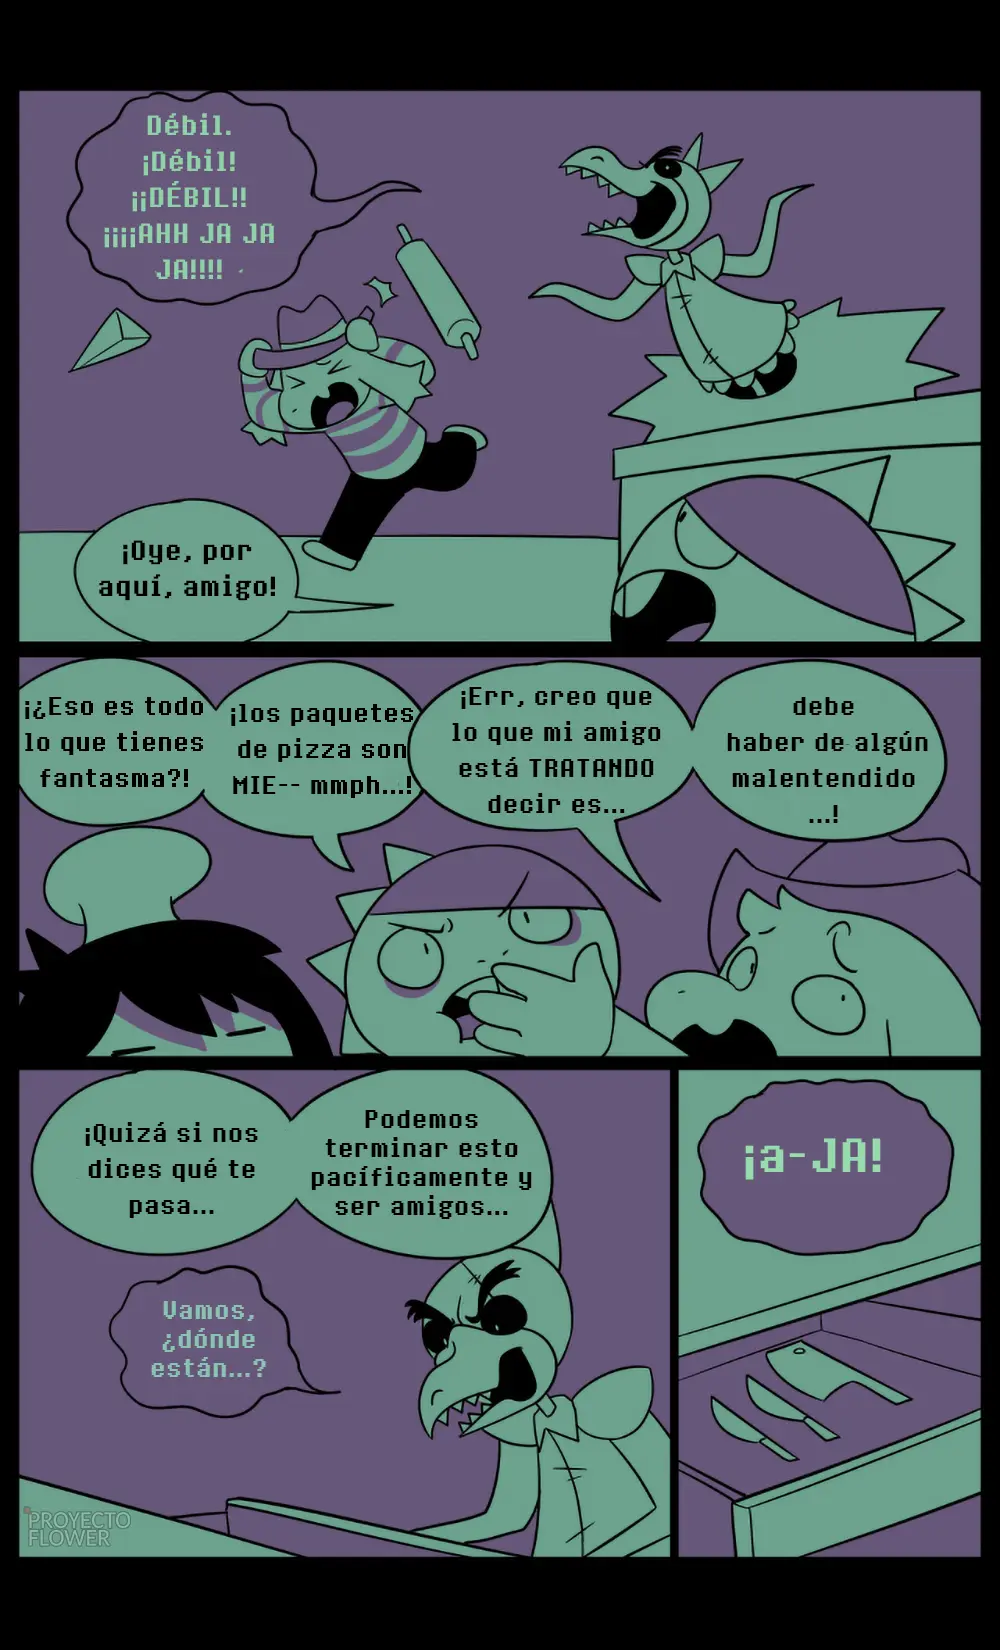 Débil.
¡Débil!
¡¡DÉBIL!!
¡¡¡¡AHH JA JA
JA!!!!
¡Oye, por
aquí, amigo!
¡¿Eso es todo
lo que tienes
fantasma?!
¡los paquetes
de pizza son
MIE-- mmph...!
¡Err, creo que
lo que mi amigo
está TRATANDO
decir es...
debe
haber de algún
malentendido
...!
¡Quizá si nos
dices qué te
pasa...
Podemos
terminar esto
pacíficamente y
ser amigos...
Vamos,
¿dónde
están...?
¡a-JA!
PROYECTO
FLOWER